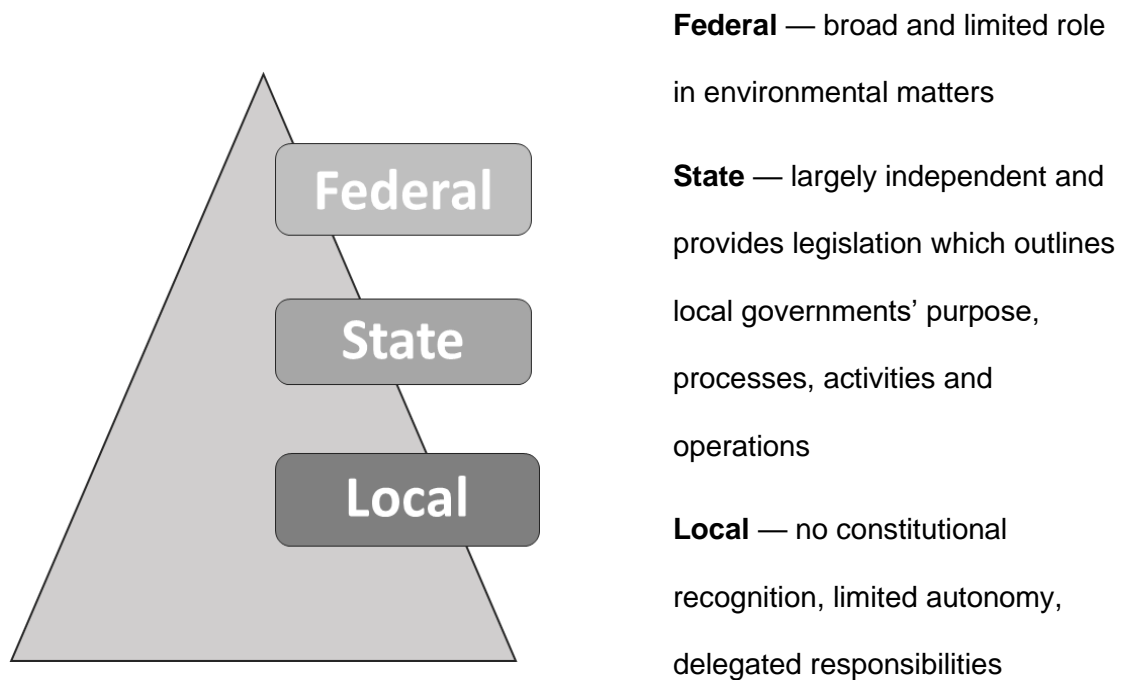 Federal
State
Local
Federal — broad and limited role
in environmental matters
State — largely independent and
provides legislation which outlines
local governments’ purpose,
processes, activities and
operations
Local — no constitutional
recognition, limited autonomy,
delegated responsibilities